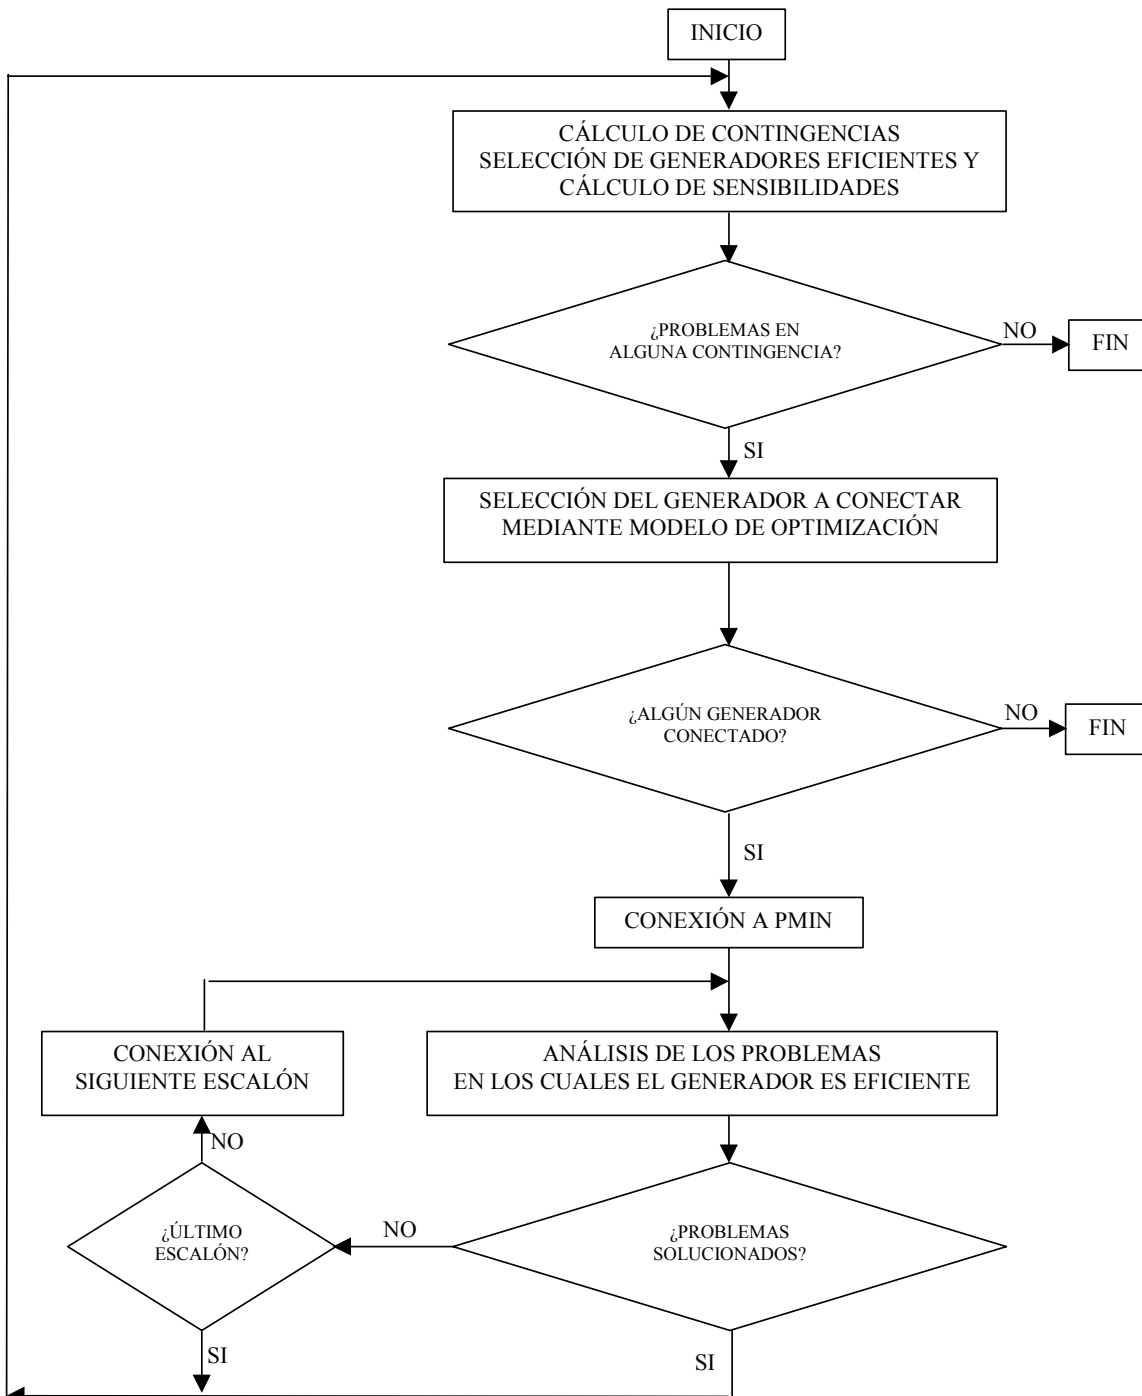 INICIO
CÁLCULO DE CONTINGENCIAS
SELECCIÓN DE GENERADORES EFICIENTES Y
CÁLCULO DE SENSIBILIDADES
¿PROBLEMAS EN
ALGUNA CONTINGENCIA?
NO
FIN
SI
SELECCIÓN DEL GENERADOR A CONECTAR
MEDIANTE MODELO DE OPTIMIZACIÓN
¿ALGÚN GENERADOR
CONECTADO?
NO
FIN
SI
CONEXIÓN A PMIN
CONEXIÓN AL
SIGUIENTE ESCALÓN
ANÁLISIS DE LOS PROBLEMAS
EN LOS CUALES EL GENERADOR ES EFICIENTE
NO
¿ÚLTIMO
ESCALÓN?
NO
¿PROBLEMAS
SOLUCIONADOS?
SI
SI